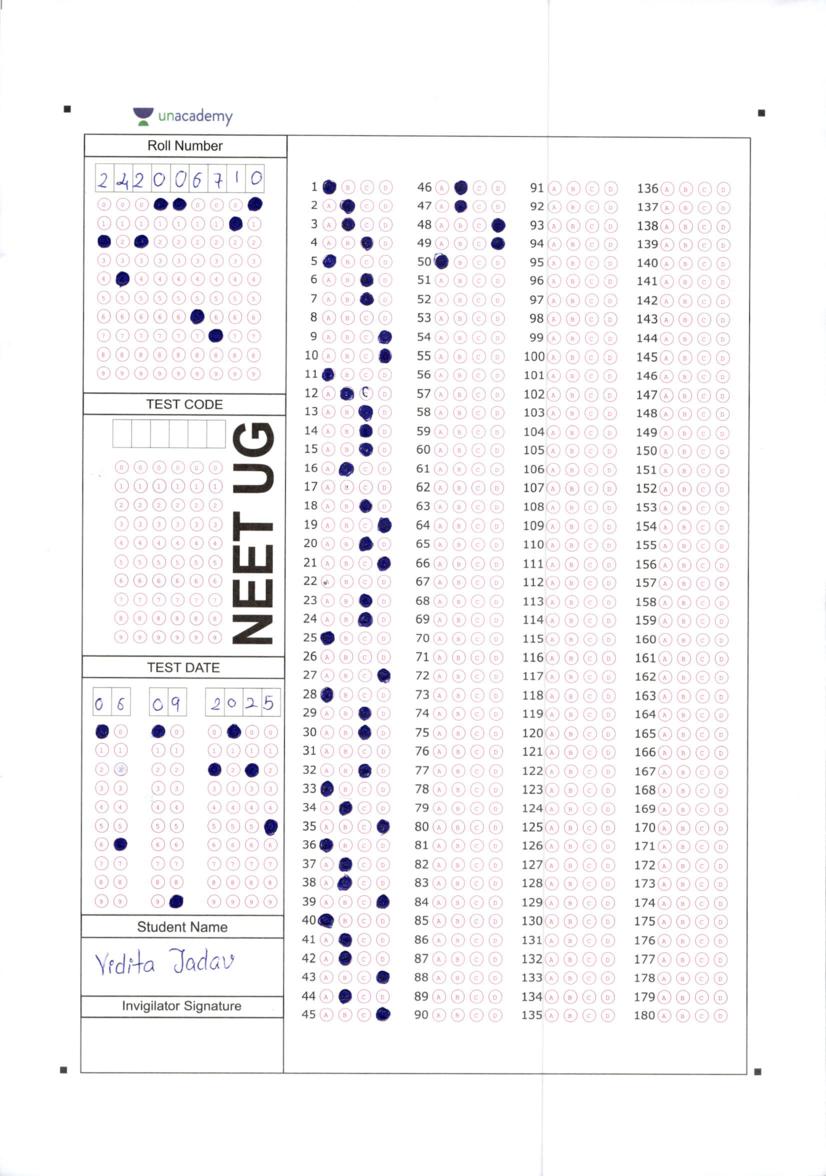 unacademy
Roll Number
2 4 2 0 0 6 7 1 0
TEST CODE
NEET UG
TEST DATE
0 6 0 9 2 0 2 5
Student Name
Vedita Jadav
Invigilator Signature
1 46 91 136
2 47 92 137
3 48 93 138
4 49 94 139
5 50 95 140
6 51 96 141
7 52 97 142
8 53 98 143
9 54 99 144
10 55 100 145
11 56 101 146
12 57 102 147
13 58 103 148
14 59 104 149
15 60 105 150
16 61 106 151
17 62 107 152
18 63 108 153
19 64 109 154
20 65 110 155
21 66 111 156
22 67 112 157
23 68 113 158
24 69 114 159
25 70 115 160
26 71 116 161
27 72 117 162
28 73 118 163
29 74 119 164
30 75 120 165
31 76 121 166
32 77 122 167
33 78 123 168
34 79 124 169
35 80 125 170
36 81 126 171
37 82 127 172
38 83 128 173
39 84 129 174
40 85 130 175
41 86 131 176
42 87 132 177
43 88 133 178
44 89 134 179
45 90 135 180